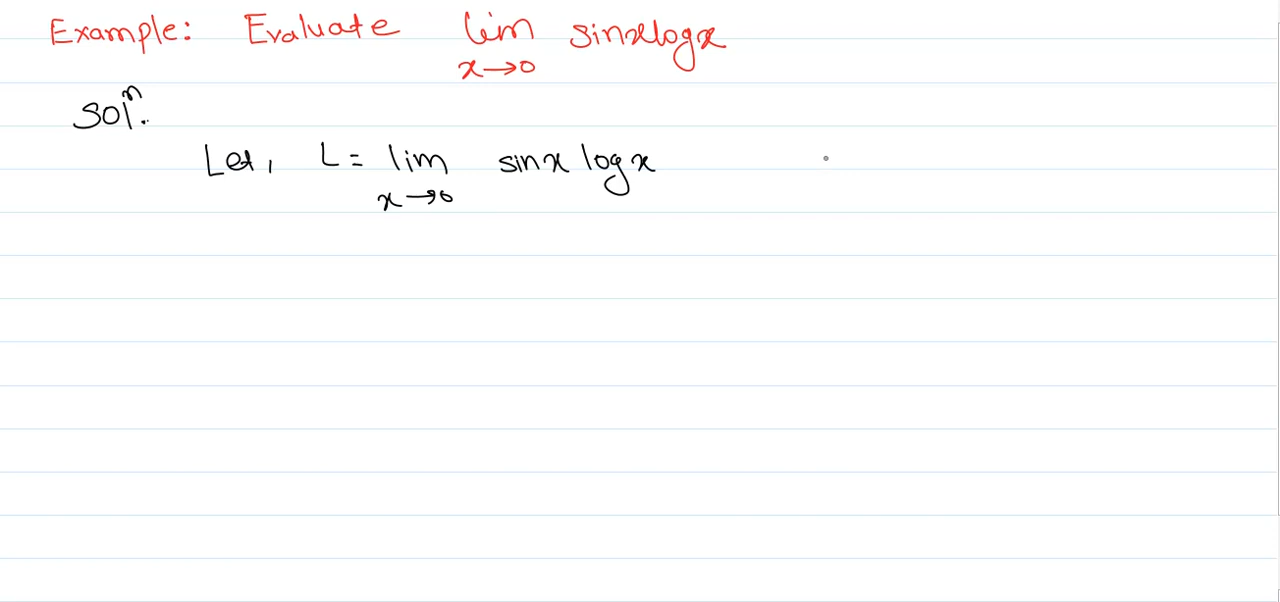 Example: Evaluate lim sinxlogx
x→0
Solⁿ.
Let, L = lim sinx logx
x→0